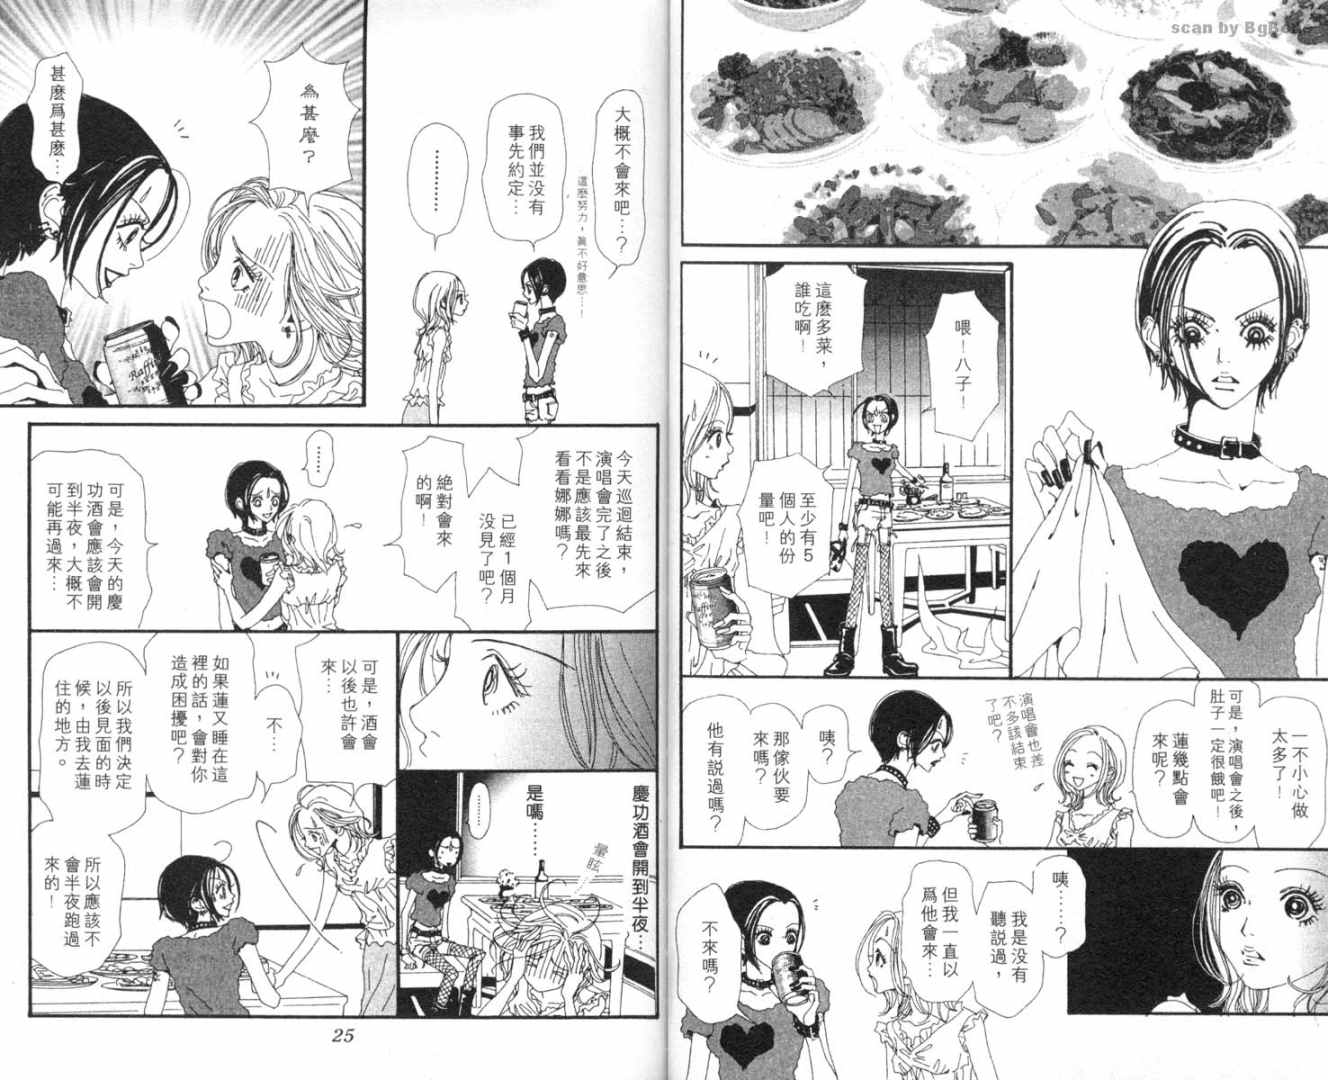 scan by BgB
喂！八子！
這麼多菜，
誰吃啊！
至少有5
個人的份
量吧！
一不小心做
太多了！
可是，演唱會之後，
肚子一定很餓吧！
蓮幾點會
來呢？
演唱會也差
不多該結束
了吧？
咦？
那傢伙要
來嗎？
他有説過嗎？
咦……？
我是没有
聽説過，
但我一直以
爲他會來…
不來嗎？
大概不會來吧…？
我們並没有
事先約定…
這麼努力，眞不好意思…！
…………
為甚麼？
甚麼爲甚麼…
Raffi
今天巡迴結束，
演唱會完了之後
不是應該最先來
看看娜娜嗎？
已經1個月
没見了吧？
絕對會來
的啊！
……
可是，今天的慶
功酒會應該會開
到半夜，大概不
可能再過來…
慶功酒會開到半夜…
是嗎……
……
暈眩
可是，酒會
以後也許會
來…
不…
如果蓮又睡在這
裡的話，會對你
造成困擾吧？
所以我們決定
以後見面的時
候，由我去蓮
住的地方。
所以應該不
會半夜跑過
來的！
25